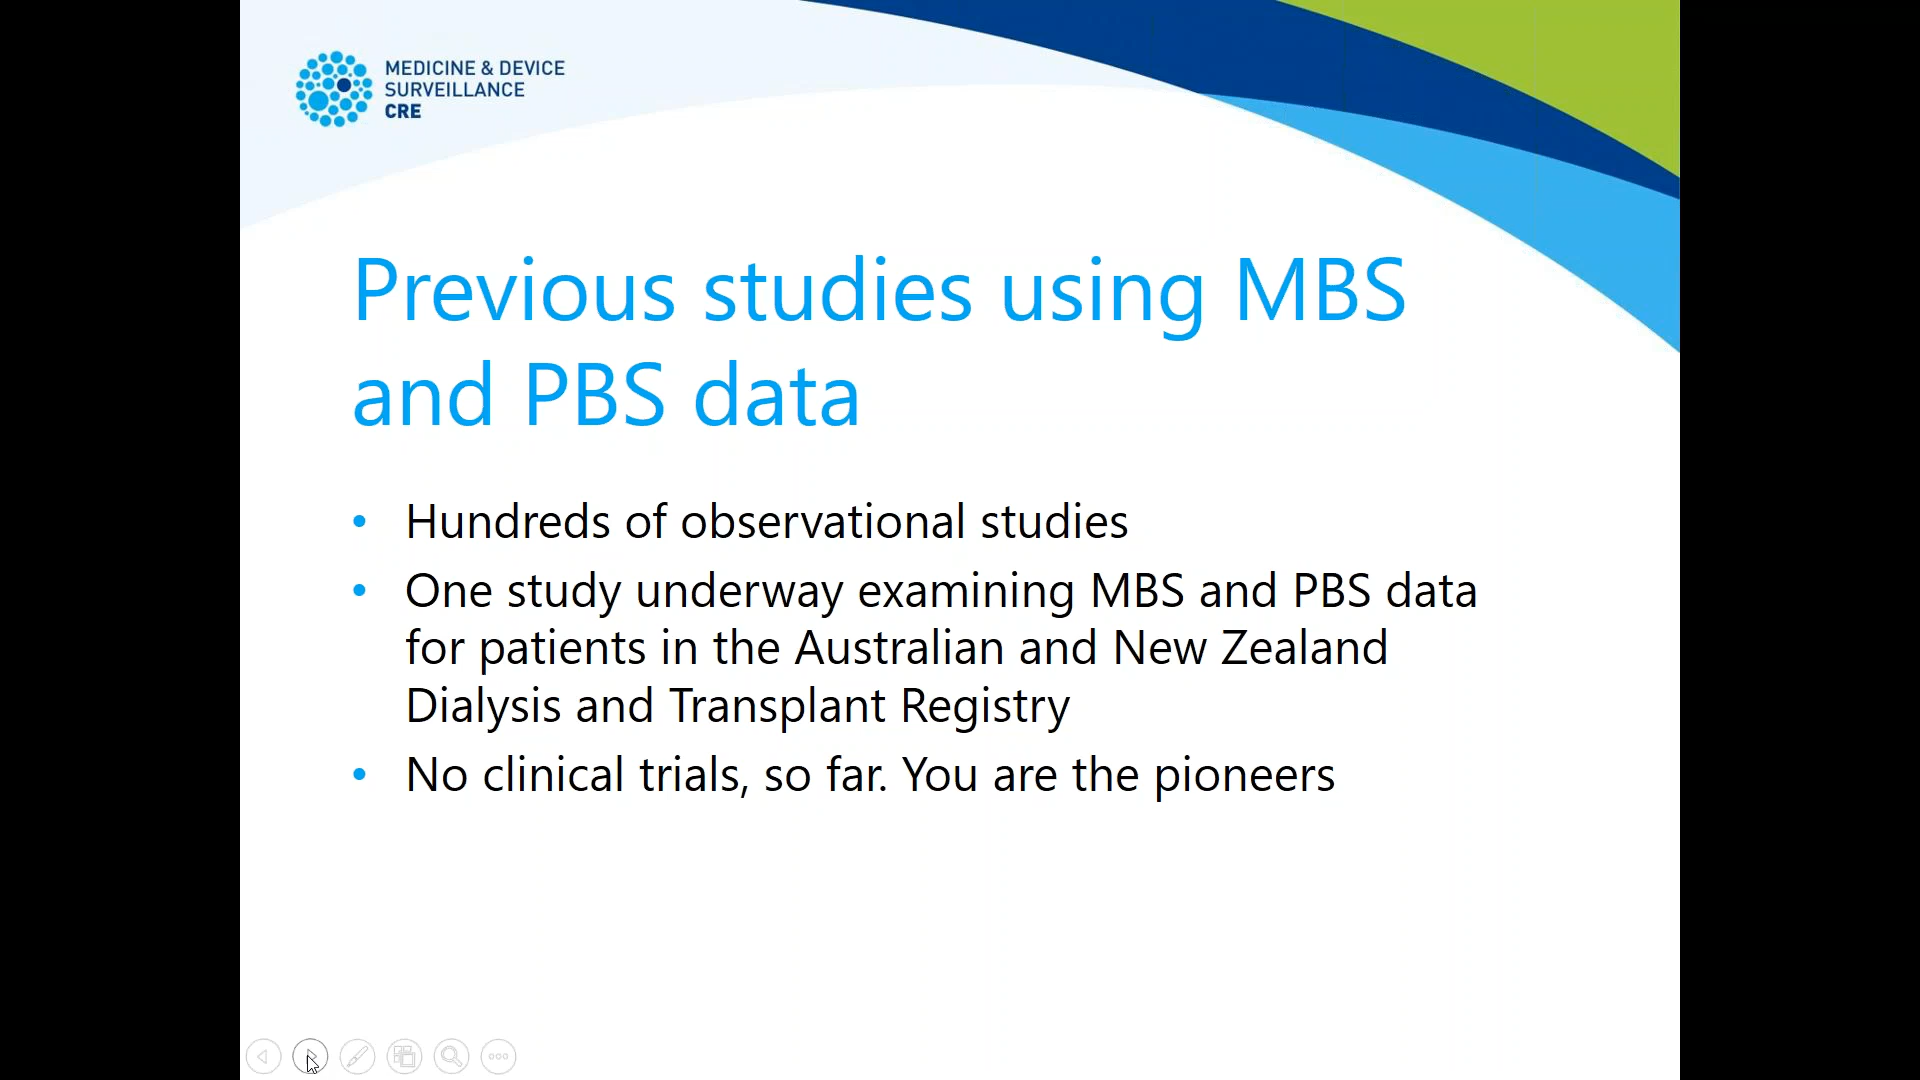 MEDICINE & DEVICE
SURVEILLANCE
CRE
Previous studies using MBS
and PBS data
• Hundreds of observational studies
• One study underway examining MBS and PBS data
for patients in the Australian and New Zealand
Dialysis and Transplant Registry
• No clinical trials, so far. You are the pioneers